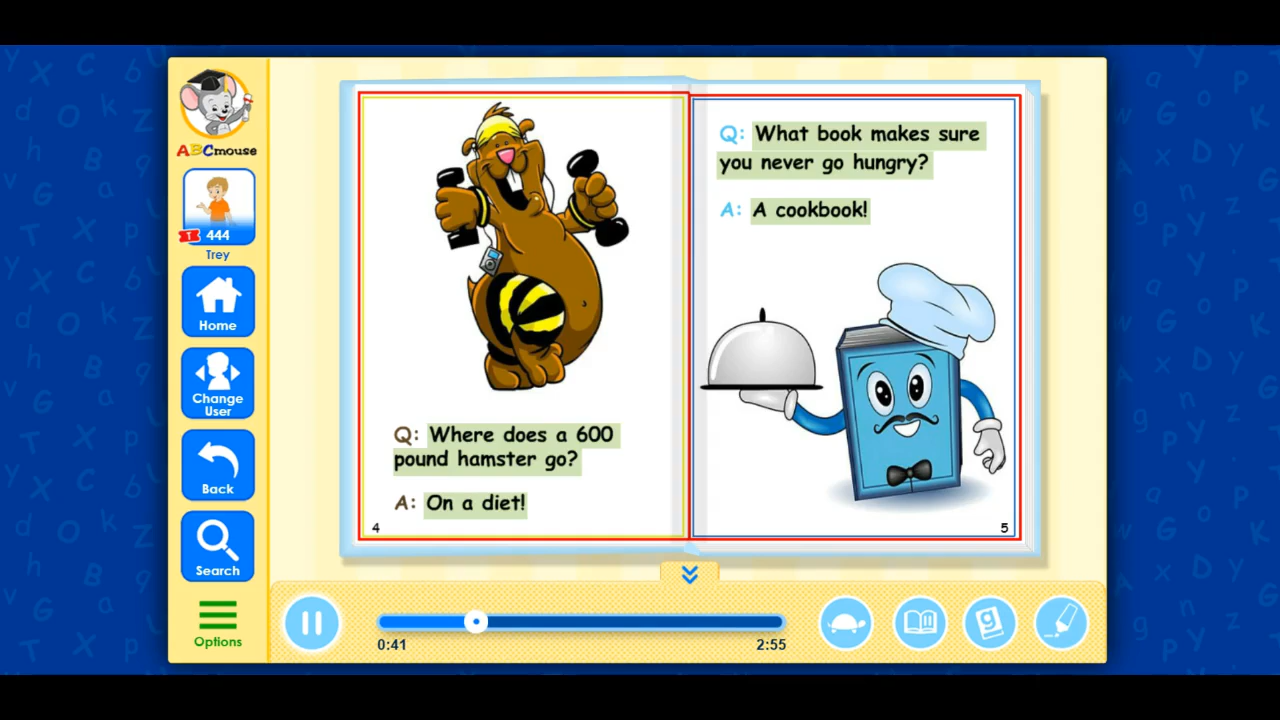 ABCmouse
T 444
Trey
Home
Change
User
Back
Search
Options
Q: Where does a 600
pound hamster go?
A: On a diet!
4
Q: What book makes sure
you never go hungry?
A: A cookbook!
5
0:41
2:55
g